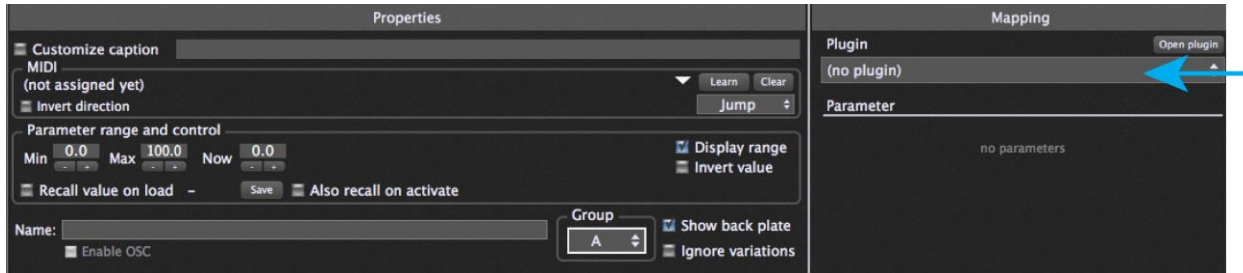 Properties
Customize caption
MIDI
(not assigned yet)
Learn
Clear
Invert direction
Jump
Parameter range and control
Min 0.0 Max 100.0 Now 0.0
- + - + - +
Display range
Invert value
Recall value on load – Save Also recall on activate
Name:
Enable OSC
Group
A
Show back plate
Ignore variations
Mapping
Plugin
Open plugin
(no plugin)
Parameter
no parameters